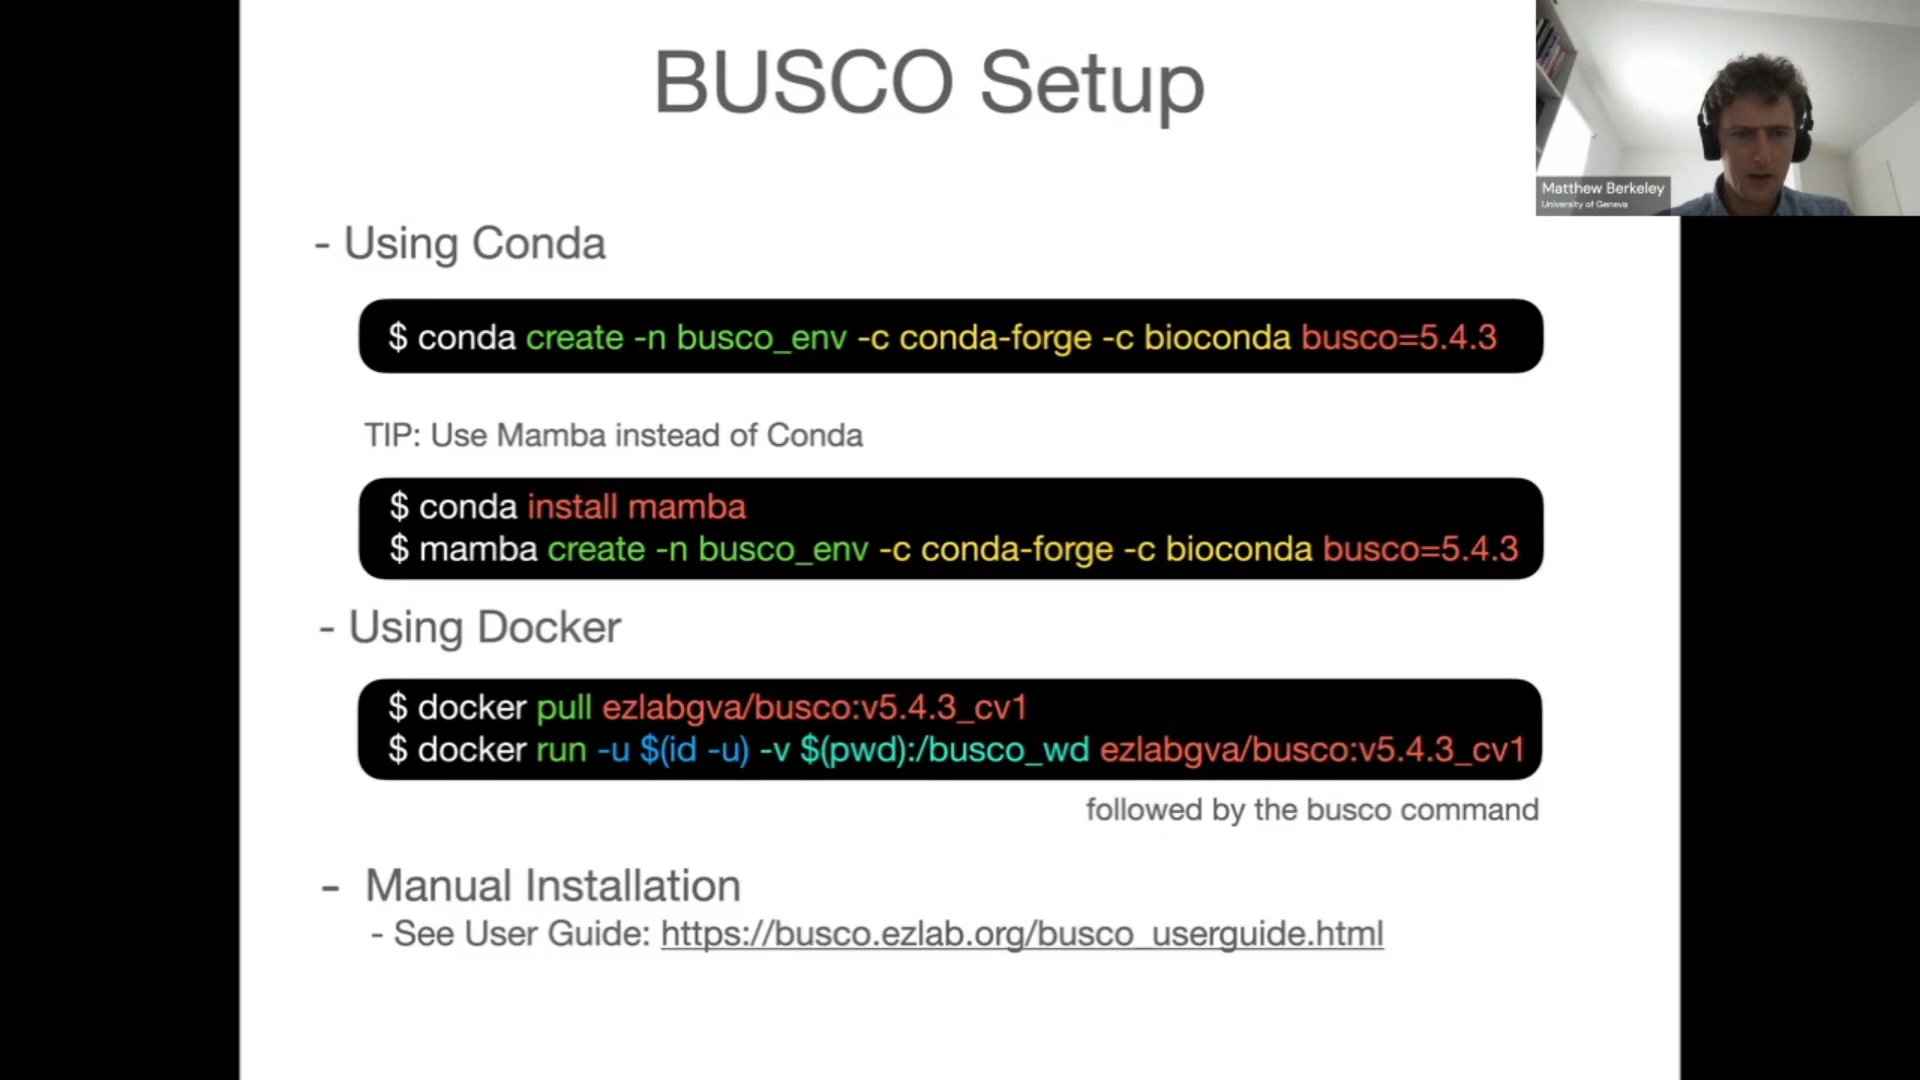 BUSCO Setup
Matthew Berkeley
University of Geneva
- Using Conda
$ conda create -n busco_env -c conda-forge -c bioconda busco=5.4.3
TIP: Use Mamba instead of Conda
$ conda install mamba
$ mamba create -n busco_env -c conda-forge -c bioconda busco=5.4.3
- Using Docker
$ docker pull ezlabgva/busco:v5.4.3_cv1
$ docker run -u $(id -u) -v $(pwd):/busco_wd ezlabgva/busco:v5.4.3_cv1
followed by the busco command
- Manual Installation
- See User Guide: https://busco.ezlab.org/busco_userguide.html